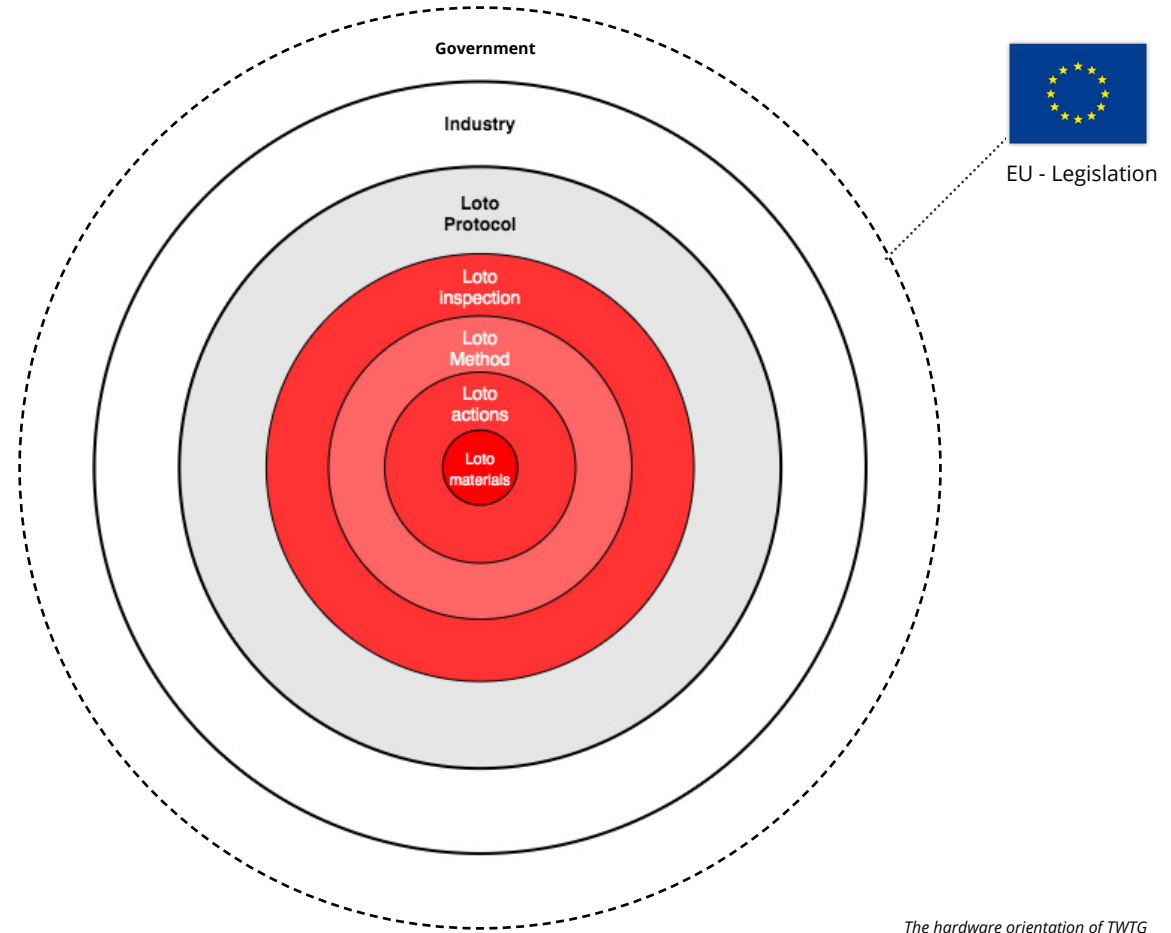 Government
Industry
Loto
Protocol
Loto
inspection
Loto
Method
Loto
actions
Loto
materials
EU - Legislation
The hardware orientation of TWTG